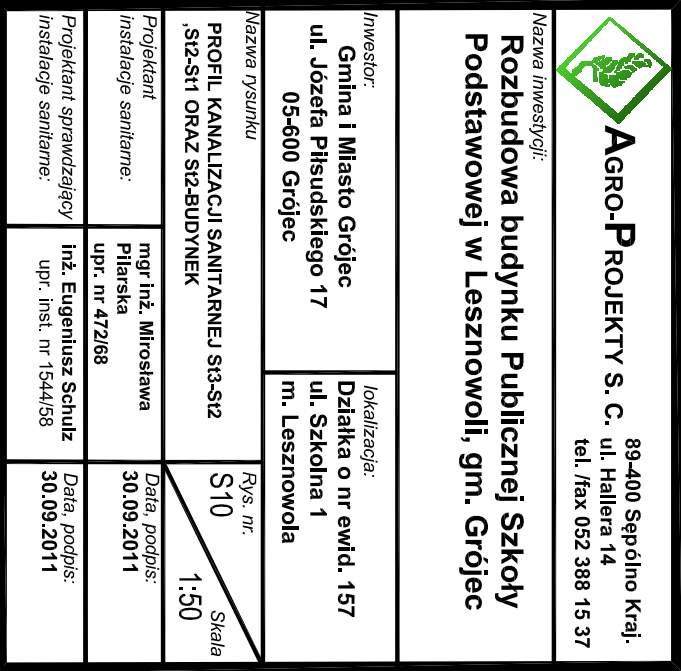 AGRO-PROJEKTY S. C.
89-400 Sępólno Kraj.
ul. Hallera 14
tel. /fax 052 388 15 37
Nazwa inwestycji:
Rozbudowa budynku Publicznej Szkoły
Podstawowej w Lesznowoli, gm. Grójec
Inwestor:
Gmina i Miasto Grójec
ul. Józefa Piłsudskiego 17
05-600 Grójec
lokalizacja:
Działka o nr ewid. 157
ul. Szkolna 1
m. Lesznowola
Nazwa rysunku
PROFIL KANALIZACJI SANITARNEJ St3-St2
,St2-St1 ORAZ St2-BUDYNEK
Rys. nr.
S10
Skala
1:50
Projektant
instalacje sanitarne:
mgr inż. Mirosława
Pilarska
upr. nr 472/68
Data, podpis:
30.09.2011
Projektant sprawdzający
instalacje sanitarne:
inż. Eugeniusz Schulz
upr. inst. nr 1544/58
Data, podpis:
30.09.2011